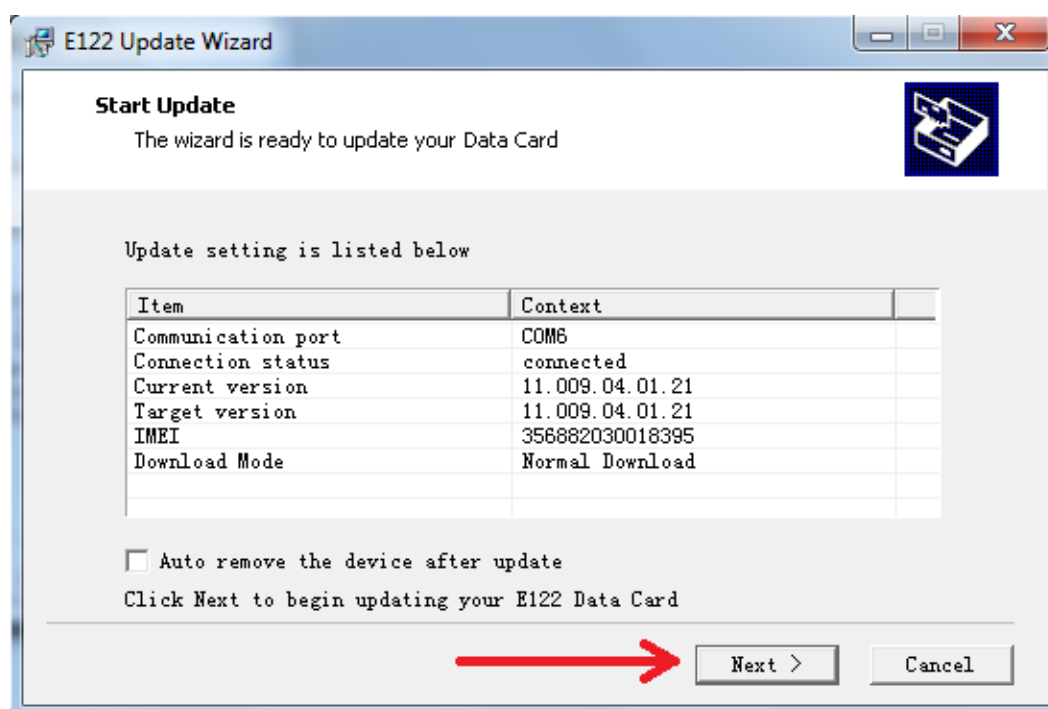 E122 Update Wizard
Start Update
The wizard is ready to update your Data Card
Update setting is listed below
Item Context
Communication port COM6
Connection status connected
Current version 11.009.04.01.21
Target version 11.009.04.01.21
IMEI 356882030018395
Download Mode Normal Download
Auto remove the device after update
Click Next to begin updating your E122 Data Card
Next > Cancel